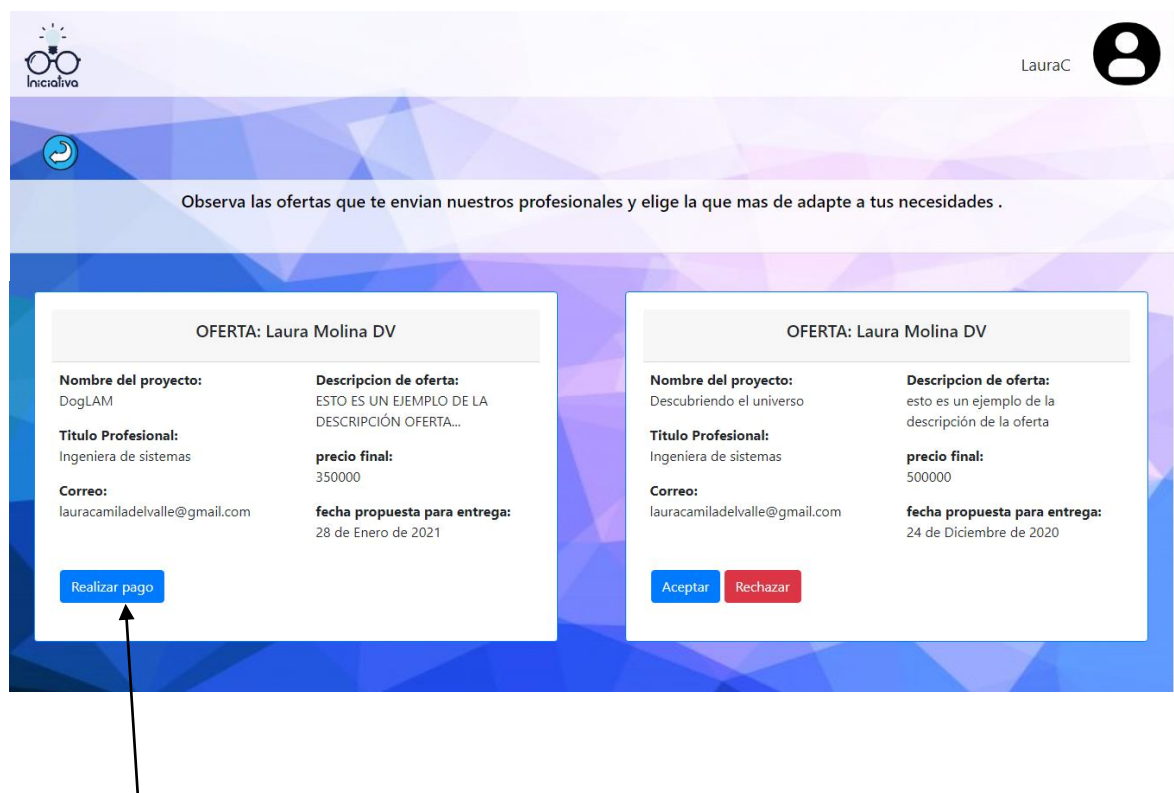 Iniciativa
LauraC
Observa las ofertas que te envian nuestros profesionales y elige la que mas de adapte a tus necesidades .
OFERTA: Laura Molina DV
Nombre del proyecto:
DogLAM
Titulo Profesional:
Ingeniera de sistemas
Correo:
lauracamiladelvalle@gmail.com
Descripcion de oferta:
ESTO ES UN EJEMPLO DE LA
DESCRIPCIÓN OFERTA...
precio final:
350000
fecha propuesta para entrega:
28 de Enero de 2021
Realizar pago
OFERTA: Laura Molina DV
Nombre del proyecto:
Descubriendo el universo
Titulo Profesional:
Ingeniera de sistemas
Correo:
lauracamiladelvalle@gmail.com
Descripcion de oferta:
esto es un ejemplo de la
descripción de la oferta
precio final:
500000
fecha propuesta para entrega:
24 de Diciembre de 2020
Aceptar
Rechazar